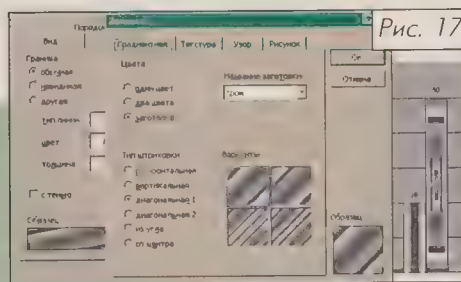 Рис. 17
Вид
Градиентная
Текстура
Узор
Рисунок
Граница
обычная
невидимая
другая
тип линии
цвет
толщина
с тенью
Образец
Цвета
один цвет
два цвета
заготовка
Название заготовки
Хром
Тип штриховки
горизонтальная
вертикальная
диагональная 1
диагональная 2
из угла
от центра
Варианты
ОК
Отмена
Образец